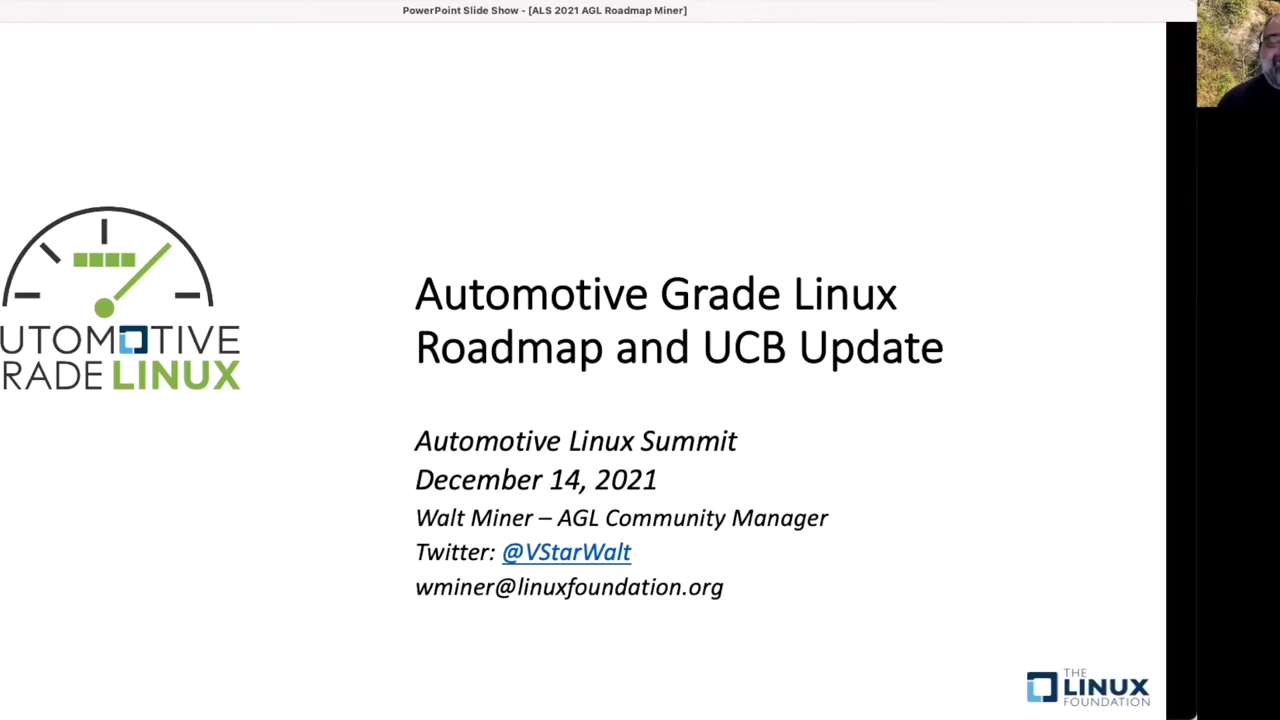 PowerPoint Slide Show - [ALS 2021 AGL Roadmap Miner]
UTOMOTIVE
RADE LINUX
Automotive Grade Linux
Roadmap and UCB Update
Automotive Linux Summit
December 14, 2021
Walt Miner – AGL Community Manager
Twitter: @VStarWalt
wminer@linuxfoundation.org
THE
LINUX
FOUNDATION